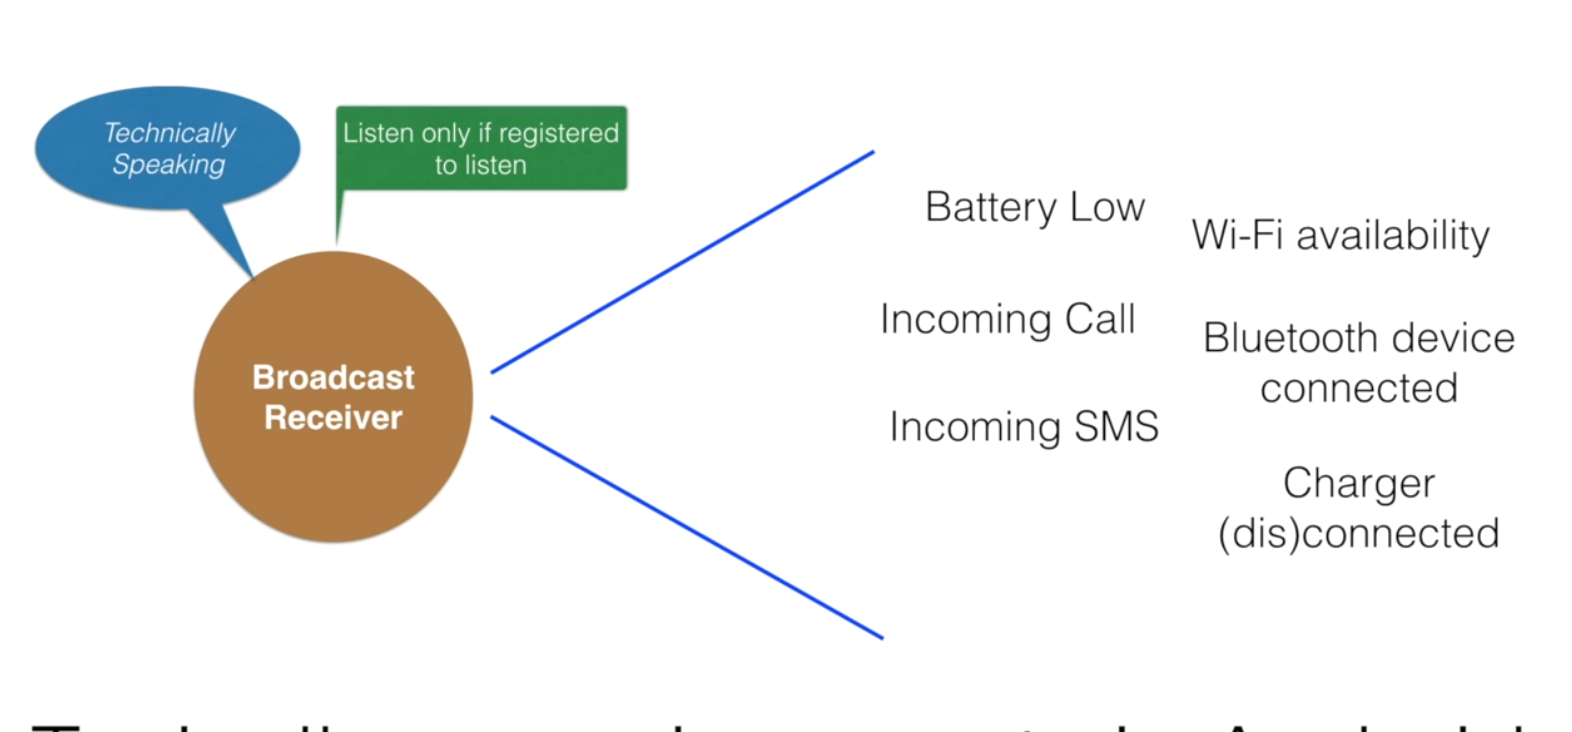 Technically
Speaking
Listen only if registered
to listen
Broadcast
Receiver
Battery Low
Wi-Fi availability
Incoming Call
Bluetooth device
connected
Incoming SMS
Charger
(dis)connected